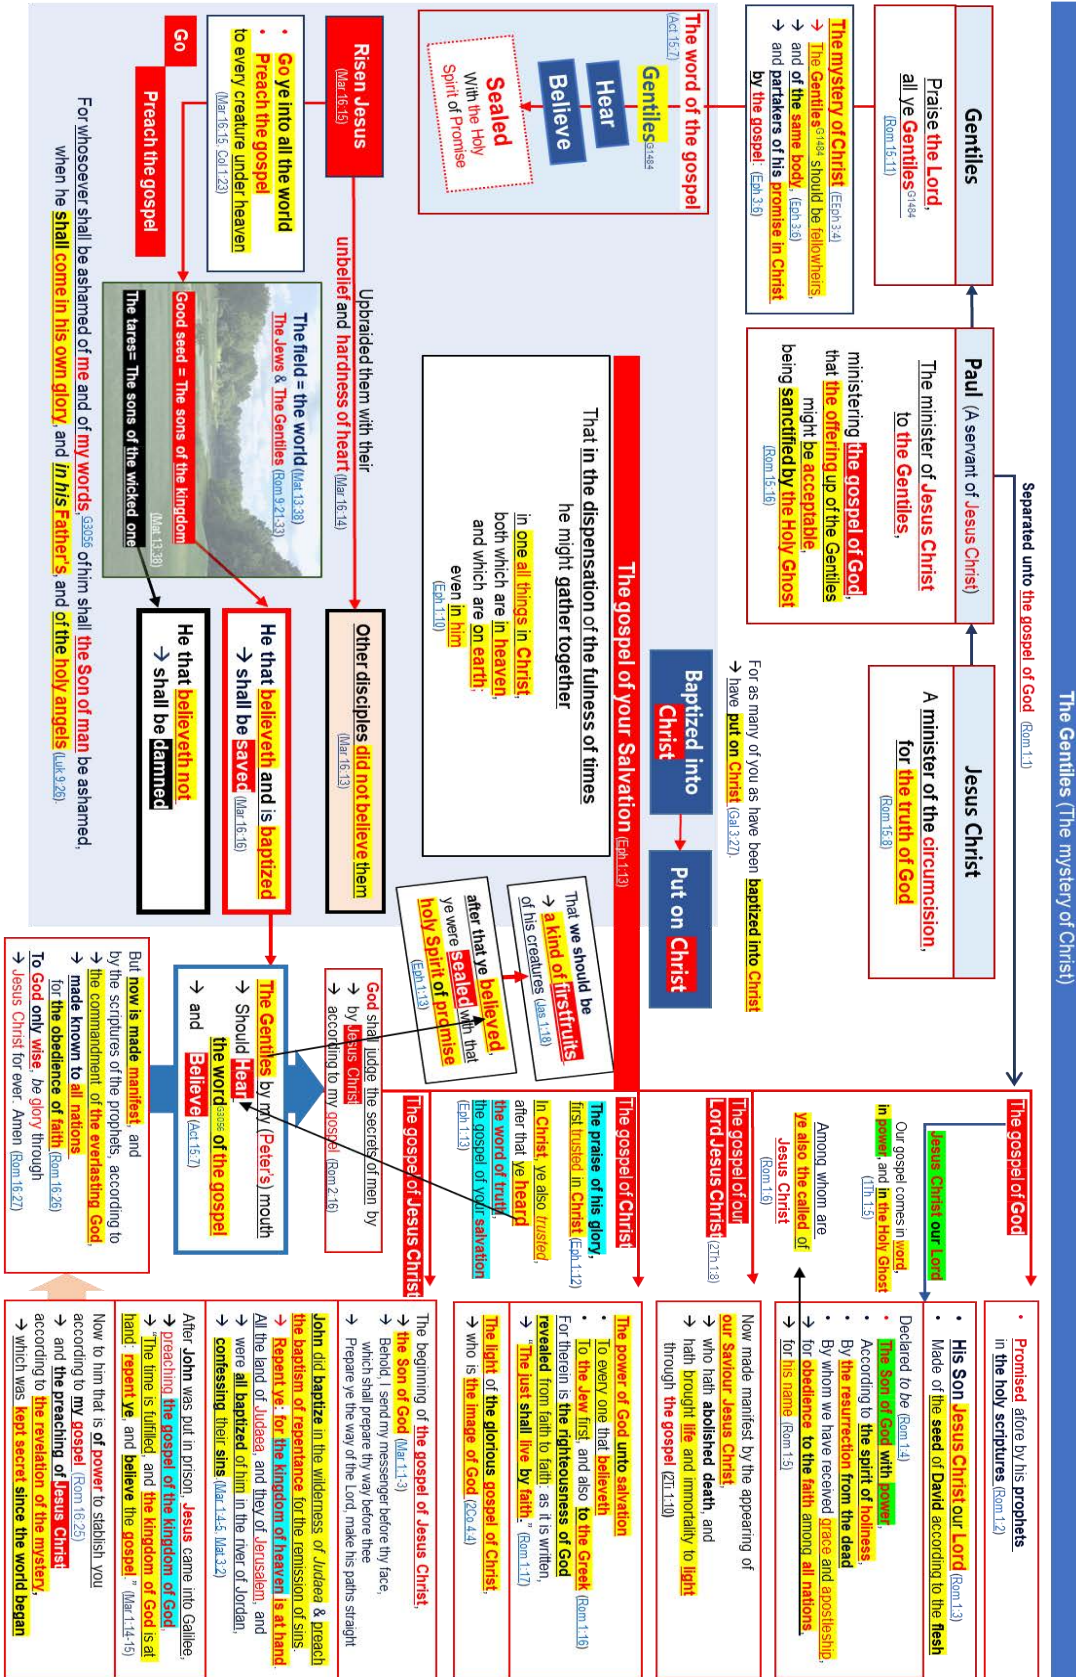 The Gentiles (The mystery of Christ)
Gentiles
Praise the Lord,
all ye Gentiles G1484
(Rom 15:11)
Paul (A servant of Jesus Christ)
The minister of Jesus Christ
to the Gentiles,
ministering the gospel of God,
that the offering up of the Gentiles
might be acceptable,
being sanctified by the Holy Ghost
(Rom 15:16)
Jesus Christ
A minister of the circumcision,
for the truth of God
(Rom 15:8)
Separated unto the gospel of God (Rom 1:1)
The mystery of Christ (EEph 3:4)
→ The Gentiles G1484 should be fellowheirs,
→ and of the same body, (Eph 3:6)
→ and partakers of his promise in Christ
by the gospel: (Eph 3:6)
The word of the gospel
(Act 15:7)
Gentiles G1484
Hear
Believe
Sealed
With the Holy
Spirit of Promise
For as many of you as have been baptized into Christ
→ have put on Christ (Gal 3:27).
Baptized into
Christ
Put on Christ
The gospel of your Salvation (Eph 1:13)
That in the dispensation of the fulness of times
he might gather together
in one all things in Christ,
both which are in heaven,
and which are on earth;
even in him
(Eph 1:10)
That we should be
→ a kind of firstfruits
of his creatures (Jas 1:18)
after that ye believed,
ye were sealed with that
holy Spirit of promise
(Eph 1:13)
Risen Jesus
(Mar 16:15)
Upbraided them with their
unbelief and hardness of heart (Mar 16:14)
Other disciples did not believe them
(Mar 16:13)
• Go ye into all the world
• Preach the gospel
to every creature under heaven
(Mar 16:15, Col 1:23)
Go
Preach the gospel
The field = the world (Mat 13:38)
The Jews & The Gentiles (Rom 9:21-33)
Good seed = The sons of the kingdom
The tares= The sons of the wicked one
(Mat 13:38)
He that believeth and is baptized
→ shall be saved (Mar 16:16)
He that believeth not
→ shall be damned
For whosoever shall be ashamed of me and of my words, G3056 of him shall the Son of man be ashamed,
when he shall come in his own glory, and in his Father's, and of the holy angels (Luk 9:26).
God shall judge the secrets of men by
→ by Jesus Christ
→ according to my gospel (Rom 2:16)
The Gentiles by my (Peter's) mouth
→ Should Hear
the word G3056 of the gospel
→ and Believe (Act 15:7)
But now is made manifest, and
by the scriptures of the prophets, according to
→ the commandment of the everlasting God,
→ made known to all nations
for the obedience of faith (Rom 16:26)
To God only wise, be glory through
→ Jesus Christ for ever. Amen (Rom 16:27)
The gospel of God
• Promised afore by his prophets
in the holy scriptures (Rom 1:2)
Jesus Christ our Lord
Our gospel comes in word,
in power, and in the Holy Ghost
(1Th 1:5)
• His Son Jesus Christ our Lord (Rom 1:3)
• Made of the seed of David according to the flesh
Declared to be (Rom 1:4)
• The Son of God with power,
• According to the spirit of holiness,
• By the resurrection from the dead
• By whom we have received grace and apostleship,
→ for obedience to the faith among all nations,
→ for his name (Rom 1:5)
Among whom are
ye also the called of
Jesus Christ
(Rom 1:6)
The gospel of our
Lord Jesus Christ (2Th 1:8)
Now made manifest by the appearing of
our Saviour Jesus Christ,
→ who hath abolished death, and
→ hath brought life and immortality to light
through the gospel (2Ti 1:10)
The gospel of Christ
The praise of his glory,
first trusted in Christ (Eph 1:12)
In Christ, ye also trusted,
after that ye heard
the word of truth,
the gospel of your salvation
(Eph 1:13)
The power of God unto salvation
• To every one that believeth
• To the Jew first, and also to the Greek (Rom 1:16)
For therein is the righteousness of God
revealed from faith to faith: as it is written,
→ “The just shall live by faith.” (Rom 1:17)
The light of the glorious gospel of Christ,
→ who is the image of God (2Co 4:4)
The gospel of Jesus Christ
The beginning of the gospel of Jesus Christ,
→ the Son of God (Mar 1:1-3)
→ Behold, I send my messenger before thy face,
which shall prepare thy way before thee
→ Prepare ye the way of the Lord, make his paths straight
John did baptize in the wilderness of Judaea & preach
the baptism of repentance for the remission of sins.
→ Repent ye: for the kingdom of heaven is at hand.
All the land of Judaea, and they of Jerusalem, and
→ were all baptized of him in the river of Jordan,
→ confessing their sins (Mar 1:4-5, Mat 3:2)
After John was put in prison, Jesus came into Galilee,
→ preaching the gospel of the kingdom of God,
→ “The time is fulfilled, and the kingdom of God is at
hand: repent ye, and believe the gospel.” (Mar 1:14-15)
Now to him that is of power to stablish you
according to my gospel (Rom 16:25)
→ and the preaching of Jesus Christ
according to the revelation of the mystery,
→ which was kept secret since the world began